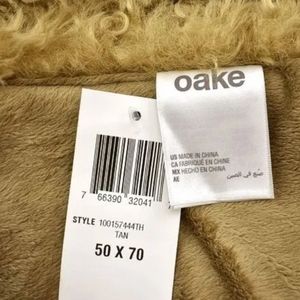 oake
US MADE IN CHINA
CA FABRIQUÉ EN CHINE
MX HECHO EN CHINA
AE صنع في الصين
7 66390 32041
STYLE 100157444TH
TAN
50 X 70